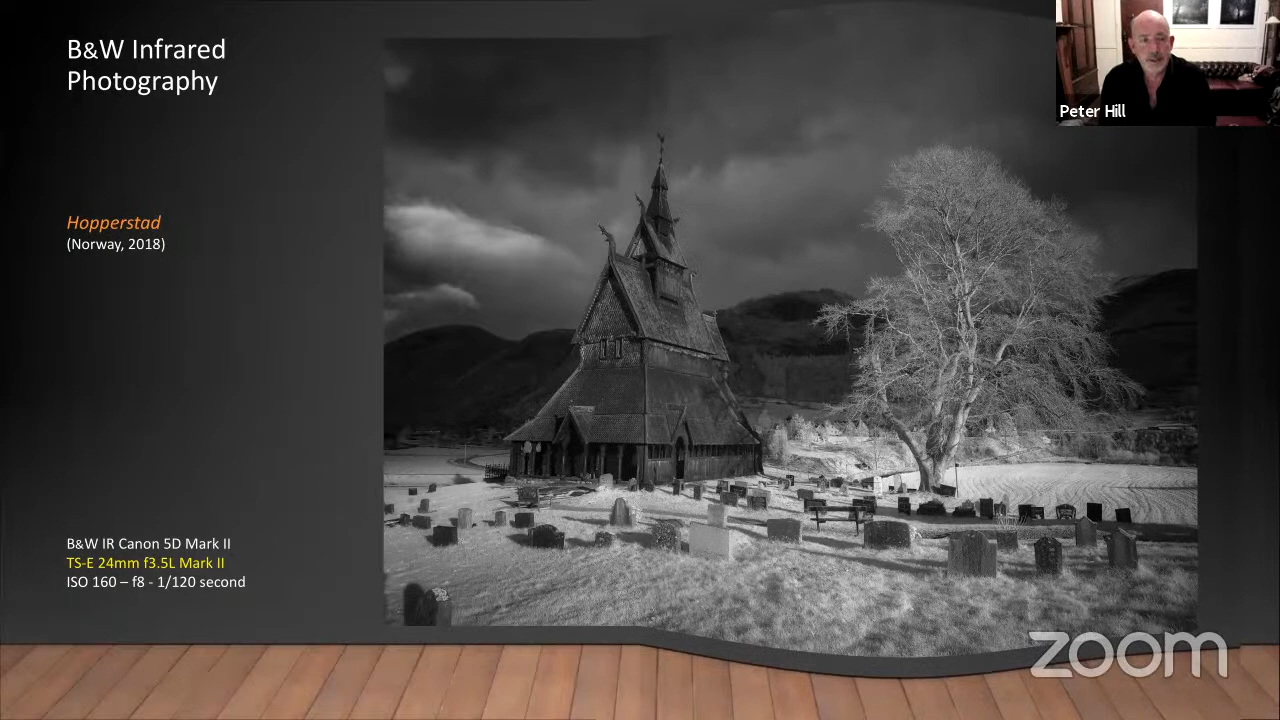 B&W Infrared
Photography
Peter Hill
Hopperstad
(Norway, 2018)
B&W IR Canon 5D Mark II
TS-E 24mm f3.5L Mark II
ISO 160 – f8 - 1/120 second
zoom